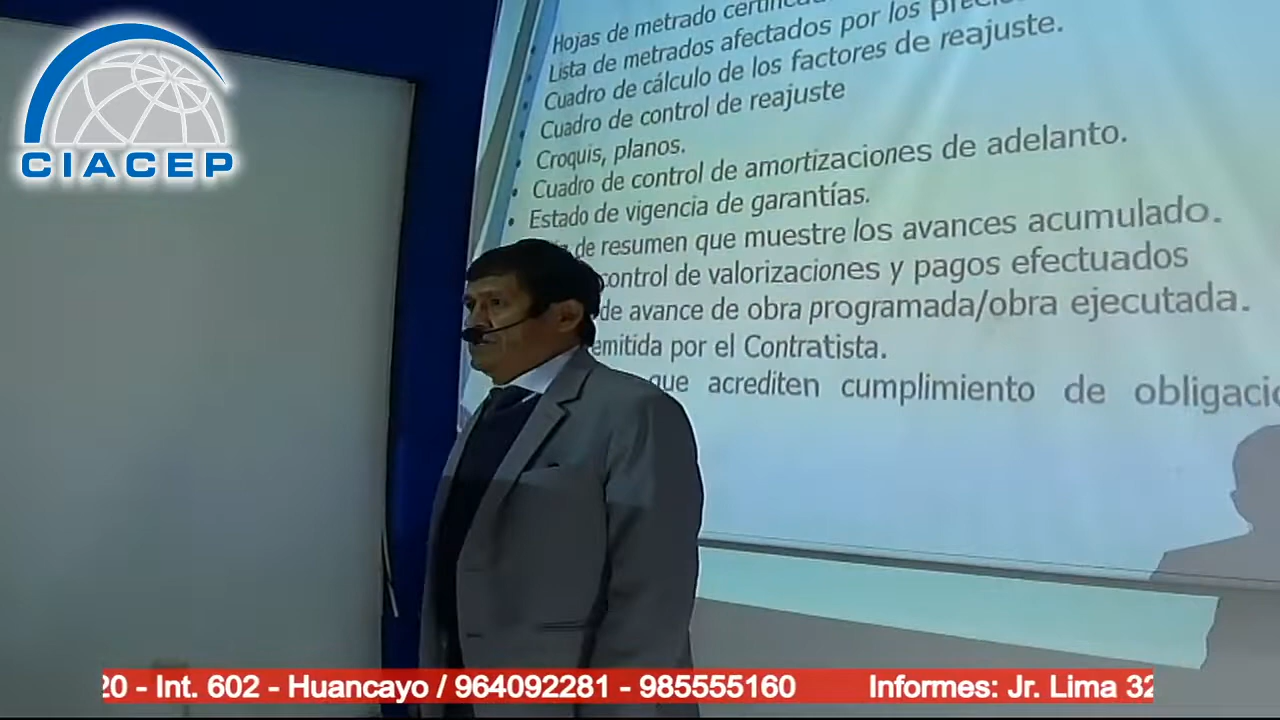 CIACEP
Hojas de metrado
Lista de metrados afectados por los
Cuadro de cálculo de los factores de reajuste.
Cuadro de control de reajuste
Croquis, planos.
Cuadro de control de amortizaciones de adelanto.
Estado de vigencia de garantías.
de resumen que muestre los avances acumulado.
control de valorizaciones y pagos efectuados
de avance de obra programada/obra ejecutada.
emitida por el Contratista.
que acrediten cumplimiento de
20 - Int. 602 - Huancayo / 964092281 - 985555160 Informes: Jr. Lima 32